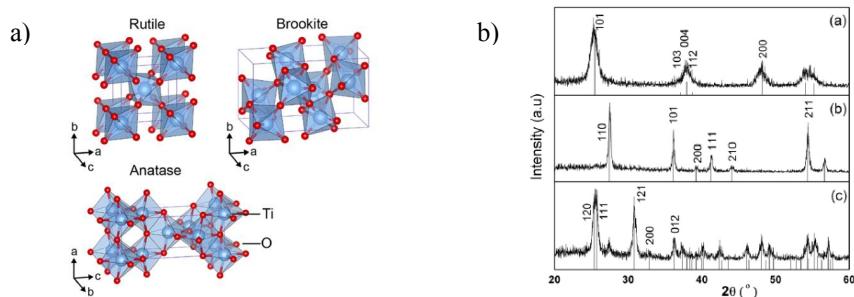 a)
Rutile
Brookite
b
a
c
b
a
c
Anatase
Ti
O
a
c
b
b)
(a)
101
103
004
112
200
(b)
110
101
200
111
210
211
(c)
120
111
121
200
012
Intensity (a.u)
20 30 40 50 60
2θ (°)